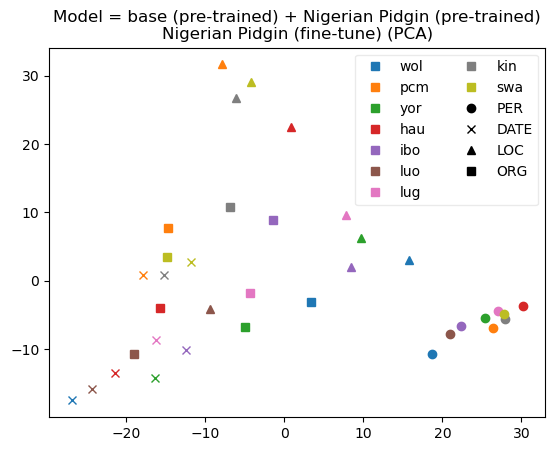 Model = base (pre-trained) + Nigerian Pidgin (pre-trained)
Nigerian Pidgin (fine-tune) (PCA)
wol
pcm
yor
hau
ibo
luo
lug
kin
swa
PER
DATE
LOC
ORG
30
20
10
0
−10
−20
−10
0
10
20
30